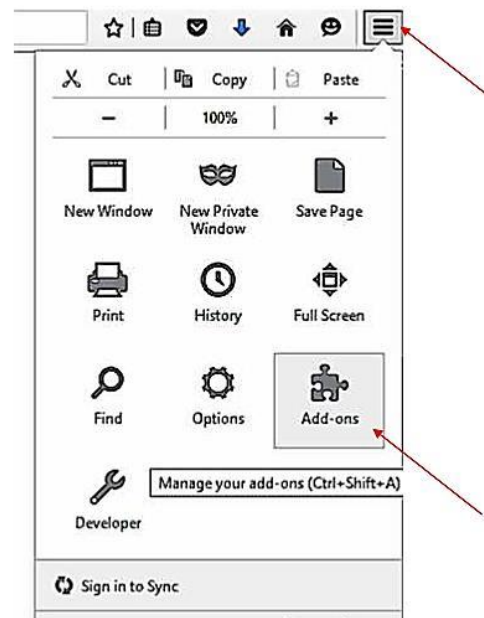 Cut Copy Paste
100%
New Window New Private Window Save Page
Print History Full Screen
Find Options Add-ons
Manage your add-ons (Ctrl+Shift+A)
Developer
Sign in to Sync